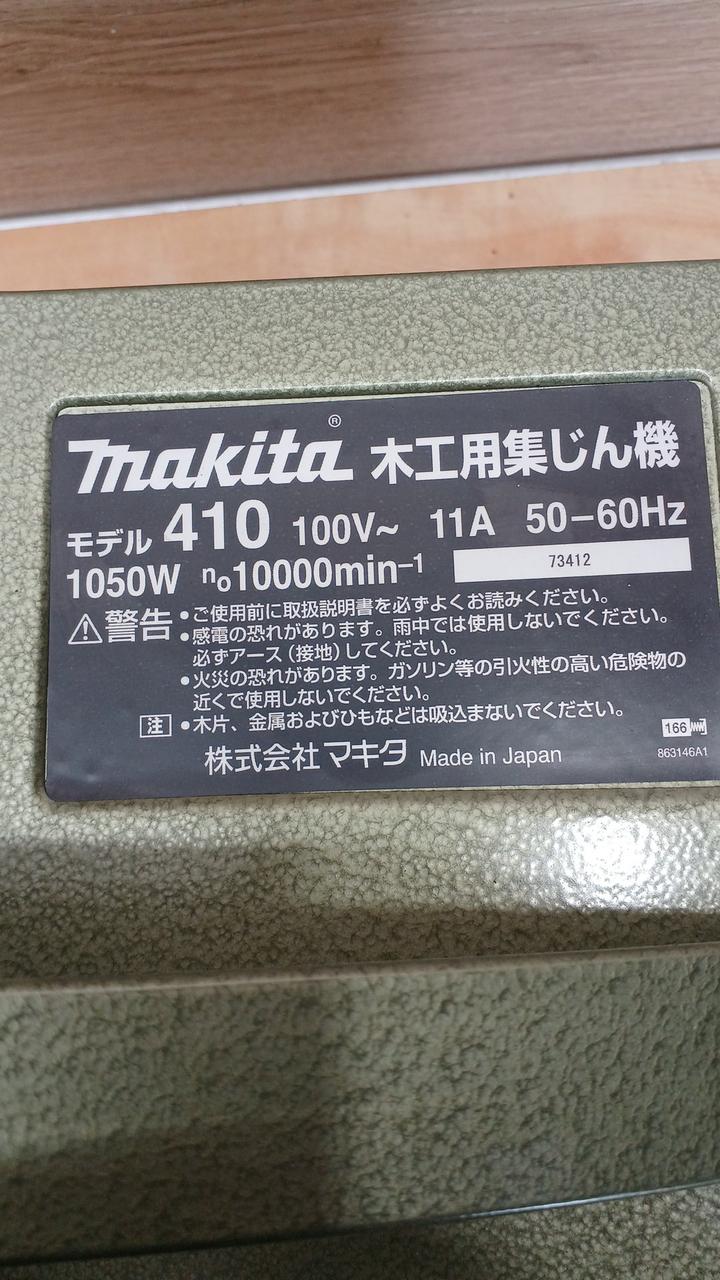 makita® 木工用集じん機
モデル 410 100V~ 11A 50-60Hz
1050W n₀10000min⁻¹ 73412
⚠警告 •ご使用前に取扱説明書を必ずよくお読みください。
•感電の恐れがあります。雨中では使用しないでください。
必ずアース(接地)してください。
•火災の恐れがあります。ガソリン等の引火性の高い危険物の
近くで使用しないでください。
注 •木片、金属およびひもなどは吸込まないでください。
166
株式会社マキタ Made in Japan 863146A1